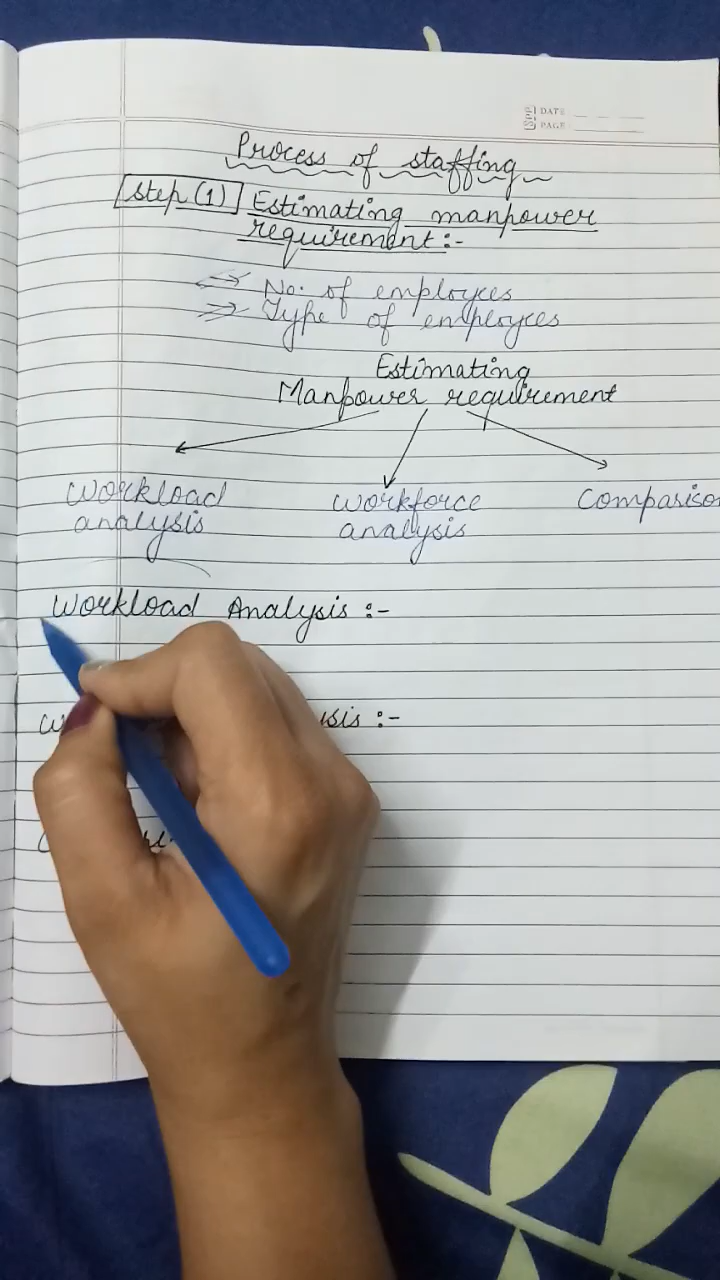 DATE
PAGE
Process of staffing
Step (1) Estimating manpower
requirement:-
No. of employees
Type of employees
Estimating
Manpower requirement
Workload
analysis
workforce
analysis
Comparison
Workload Analysis :-
:-